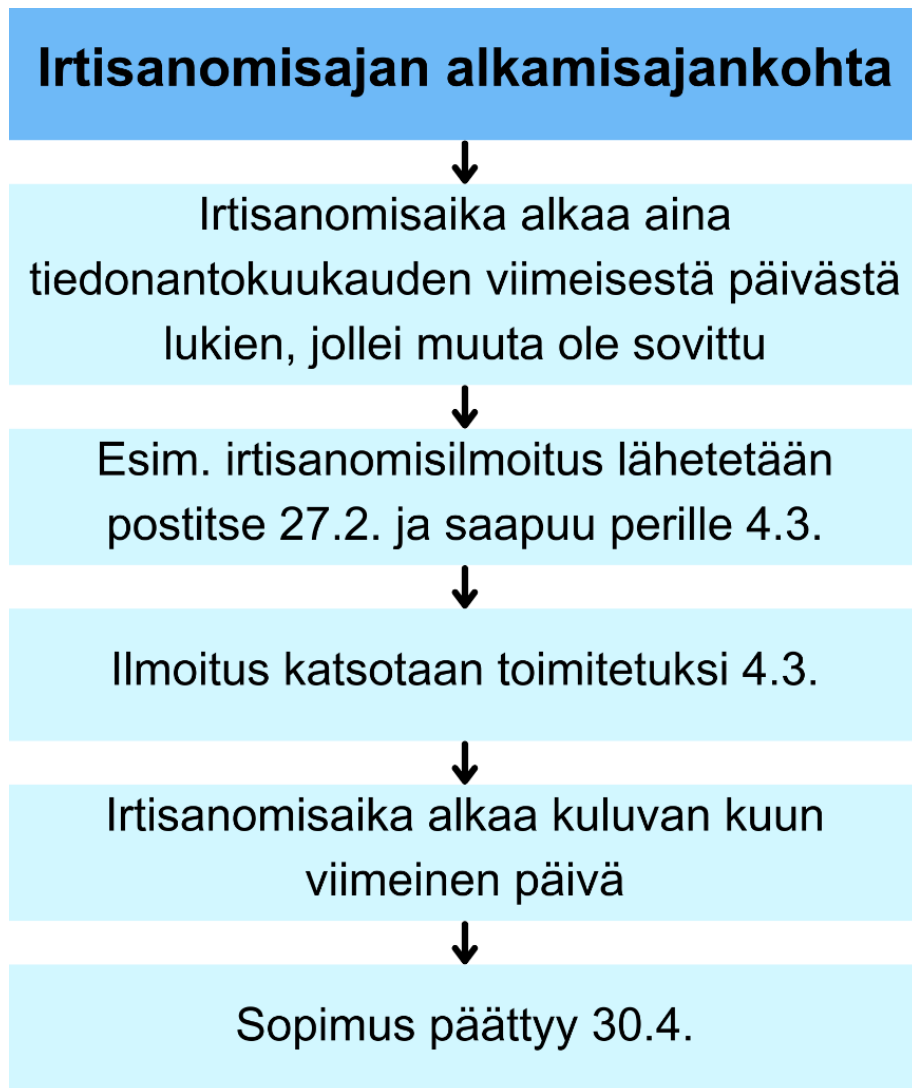 Irtisanomisajan alkamisajankohta
Irtisanomisaika alkaa aina
tiedonantokuukauden viimeisestä päivästä
lukien, jollei muuta ole sovittu
Esim. irtisanomisilmoitus lähetetään
postitse 27.2. ja saapuu perille 4.3.
Ilmoitus katsotaan toimitetuksi 4.3.
Irtisanomisaika alkaa kuluvan kuun
viimeinen päivä
Sopimus päättyy 30.4.